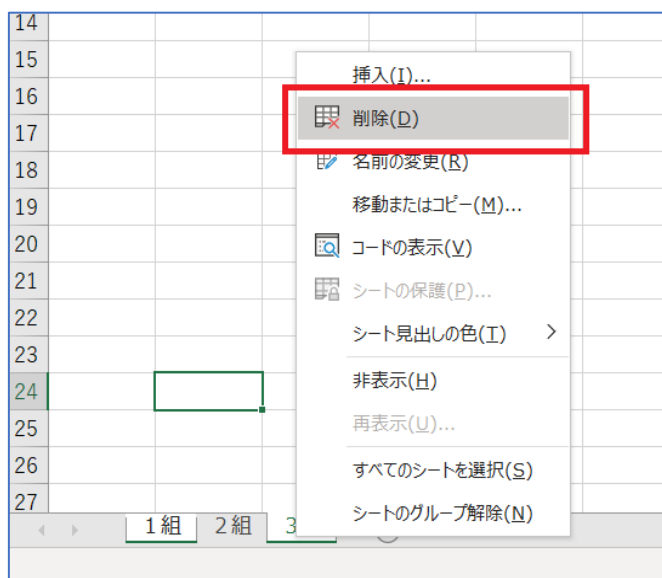 14
15
16
17
18
19
20
21
22
23
24
25
26
27
挿入(I)...
削除(D)
名前の変更(R)
移動またはコピー(M)...
コードの表示(V)
シートの保護(P)...
シート見出しの色(T)
非表示(H)
再表示(U)...
すべてのシートを選択(S)
シートのグループ解除(N)
1組 2組 3